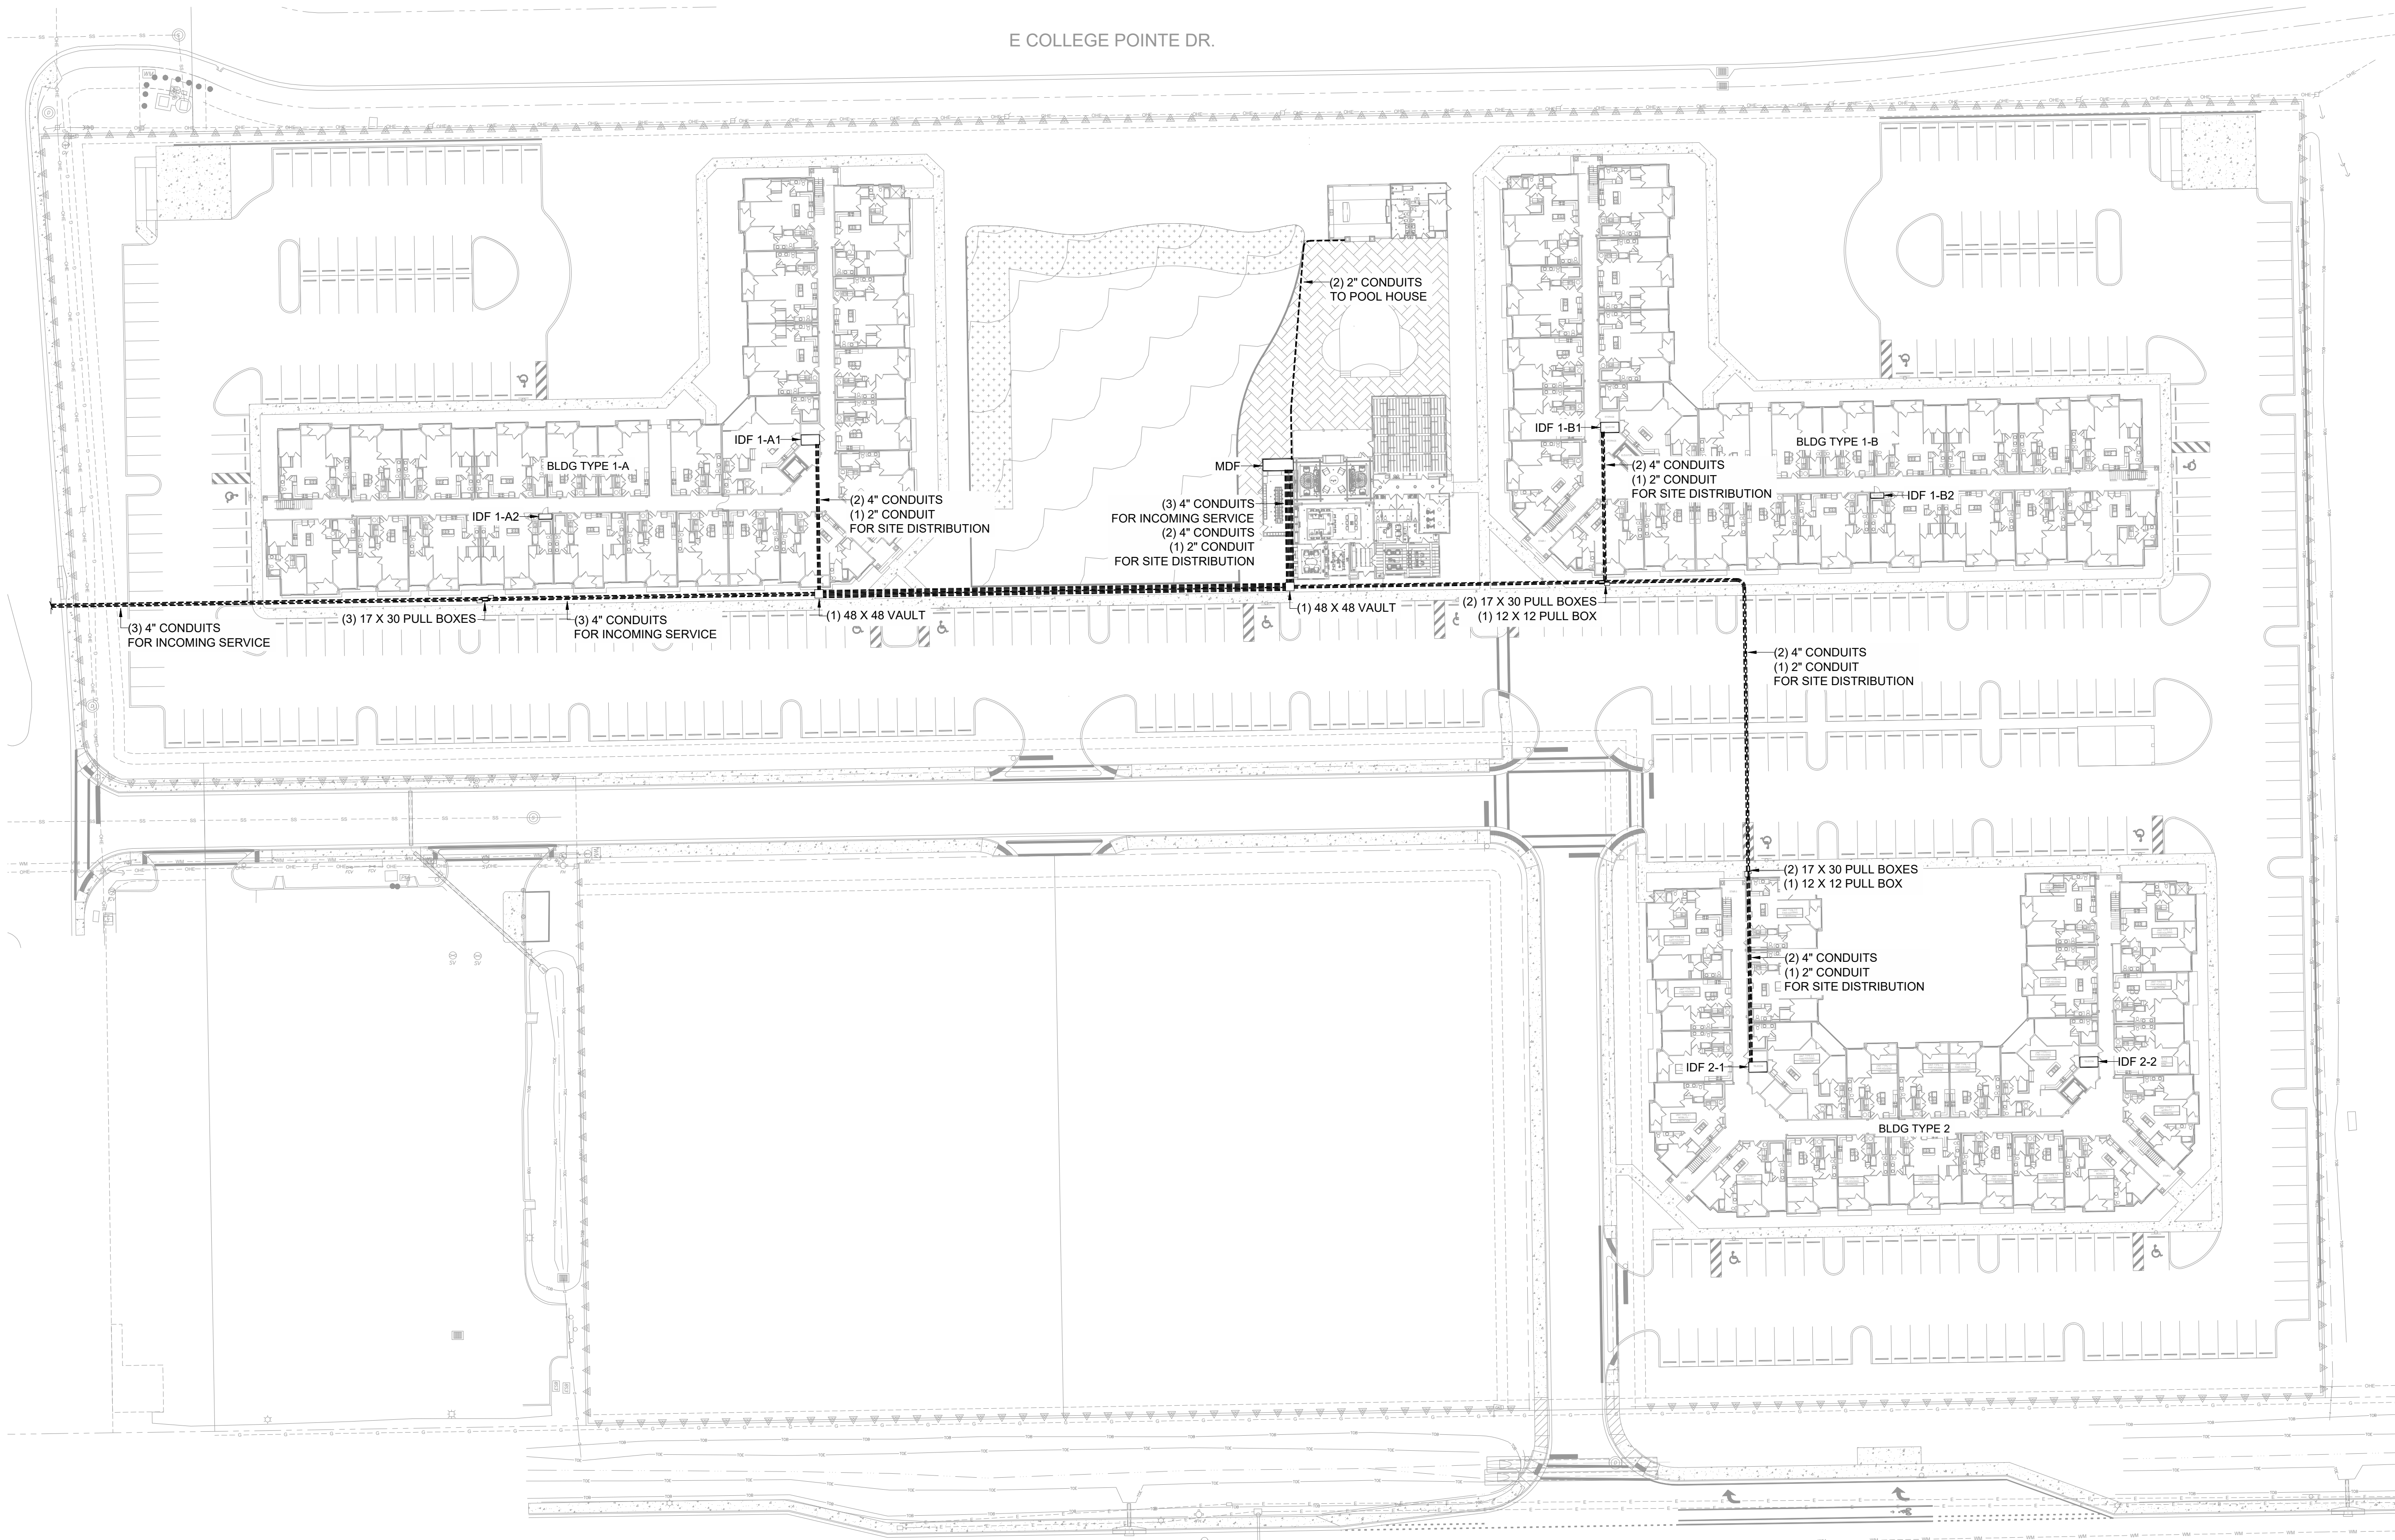 E COLLEGE POINTE DR.
(2) 2" CONDUITS
TO POOL HOUSE
IDF 1-A1
BLDG TYPE 1-A
IDF 1-A2
(2) 4" CONDUITS
(1) 2" CONDUIT
FOR SITE DISTRIBUTION
MDF
(3) 4" CONDUITS
FOR INCOMING SERVICE
(2) 4" CONDUITS
(1) 2" CONDUIT
FOR SITE DISTRIBUTION
IDF 1-B1
BLDG TYPE 1-B
(2) 4" CONDUITS
(1) 2" CONDUIT
FOR SITE DISTRIBUTION
IDF 1-B2
(3) 4" CONDUITS
FOR INCOMING SERVICE
(3) 17 X 30 PULL BOXES
(3) 4" CONDUITS
FOR INCOMING SERVICE
(1) 48 X 48 VAULT
(1) 48 X 48 VAULT
(2) 17 X 30 PULL BOXES
(1) 12 X 12 PULL BOX
(2) 4" CONDUITS
(1) 2" CONDUIT
FOR SITE DISTRIBUTION
(2) 17 X 30 PULL BOXES
(1) 12 X 12 PULL BOX
(2) 4" CONDUITS
(1) 2" CONDUIT
FOR SITE DISTRIBUTION
IDF 2-1
IDF 2-2
BLDG TYPE 2